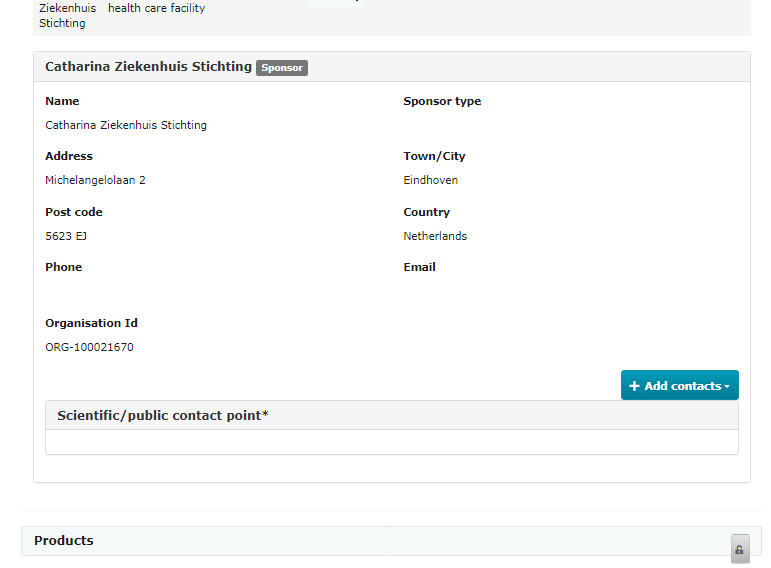 Ziekenhuis health care facility
Stichting
Catharina Ziekenhuis Stichting Sponsor
Name Sponsor type
Catharina Ziekenhuis Stichting
Address Town/City
Michelangelolaan 2 Eindhoven
Post code Country
5623 EJ Netherlands
Phone Email
Organisation Id
ORG-100021670
+ Add contacts
Scientific/public contact point*
Products